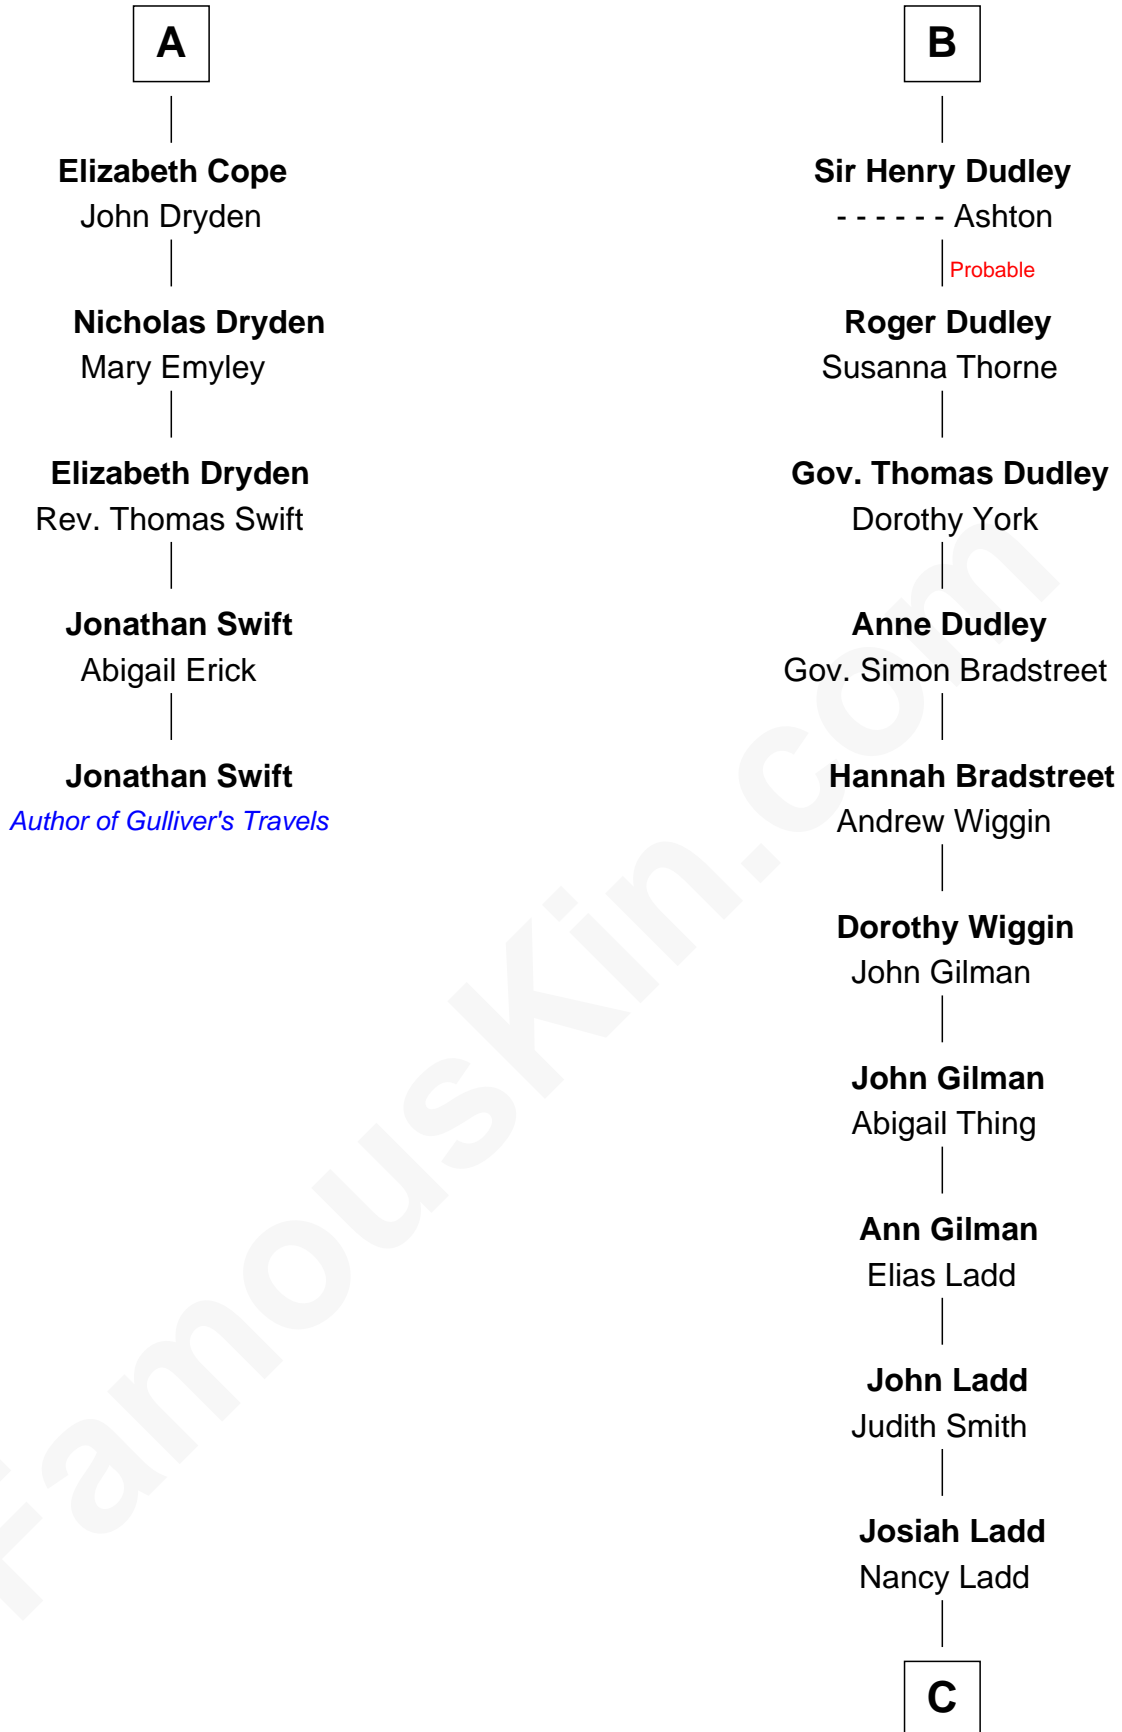 A
Elizabeth Cope
John Dryden
Nicholas Dryden
Mary Emyley
Elizabeth Dryden
Rev. Thomas Swift
Jonathan Swift
Abigail Erick
Jonathan Swift
Author of Gulliver's Travels
B
Sir Henry Dudley
- - - - - - Ashton
Probable
Roger Dudley
Susanna Thorne
Gov. Thomas Dudley
Dorothy York
Anne Dudley
Gov. Simon Bradstreet
Hannah Bradstreet
Andrew Wiggin
Dorothy Wiggin
John Gilman
John Gilman
Abigail Thing
Ann Gilman
Elias Ladd
John Ladd
Judith Smith
Josiah Ladd
Nancy Ladd
C
FamousKin.com